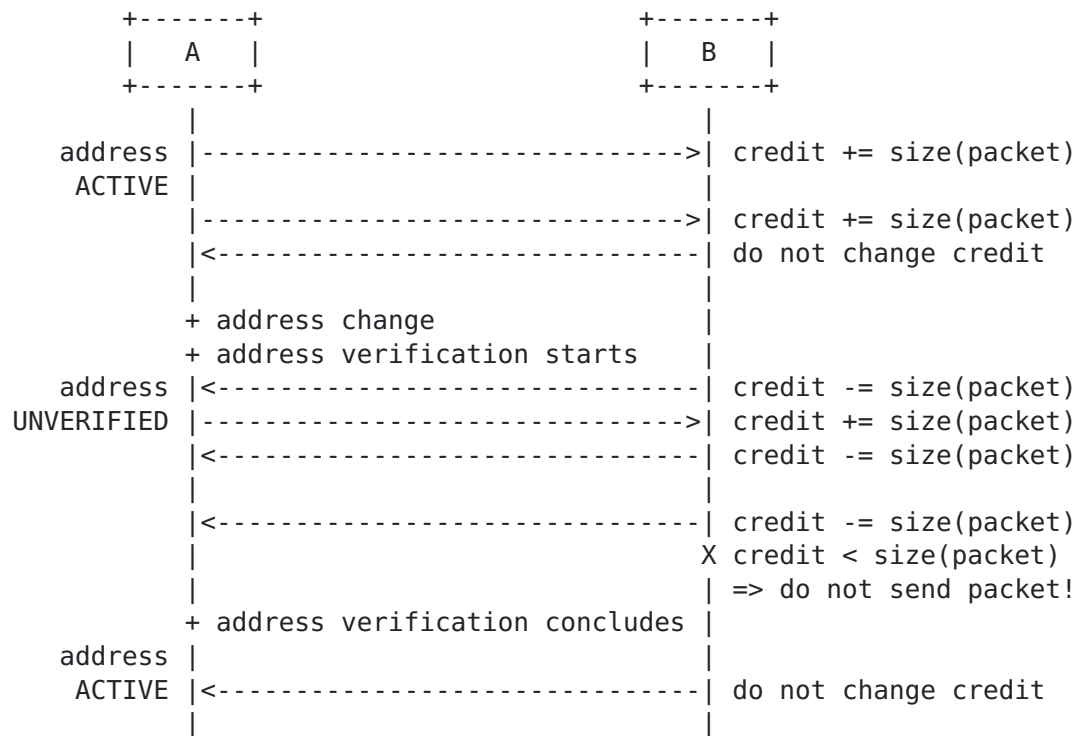 A B
address credit += size(packet)
ACTIVE
credit += size(packet)
do not change credit
+ address change
+ address verification starts
address credit -= size(packet)
UNVERIFIED credit += size(packet)
credit -= size(packet)
credit -= size(packet)
X credit < size(packet)
=> do not send packet!
+ address verification concludes
address
ACTIVE do not change credit